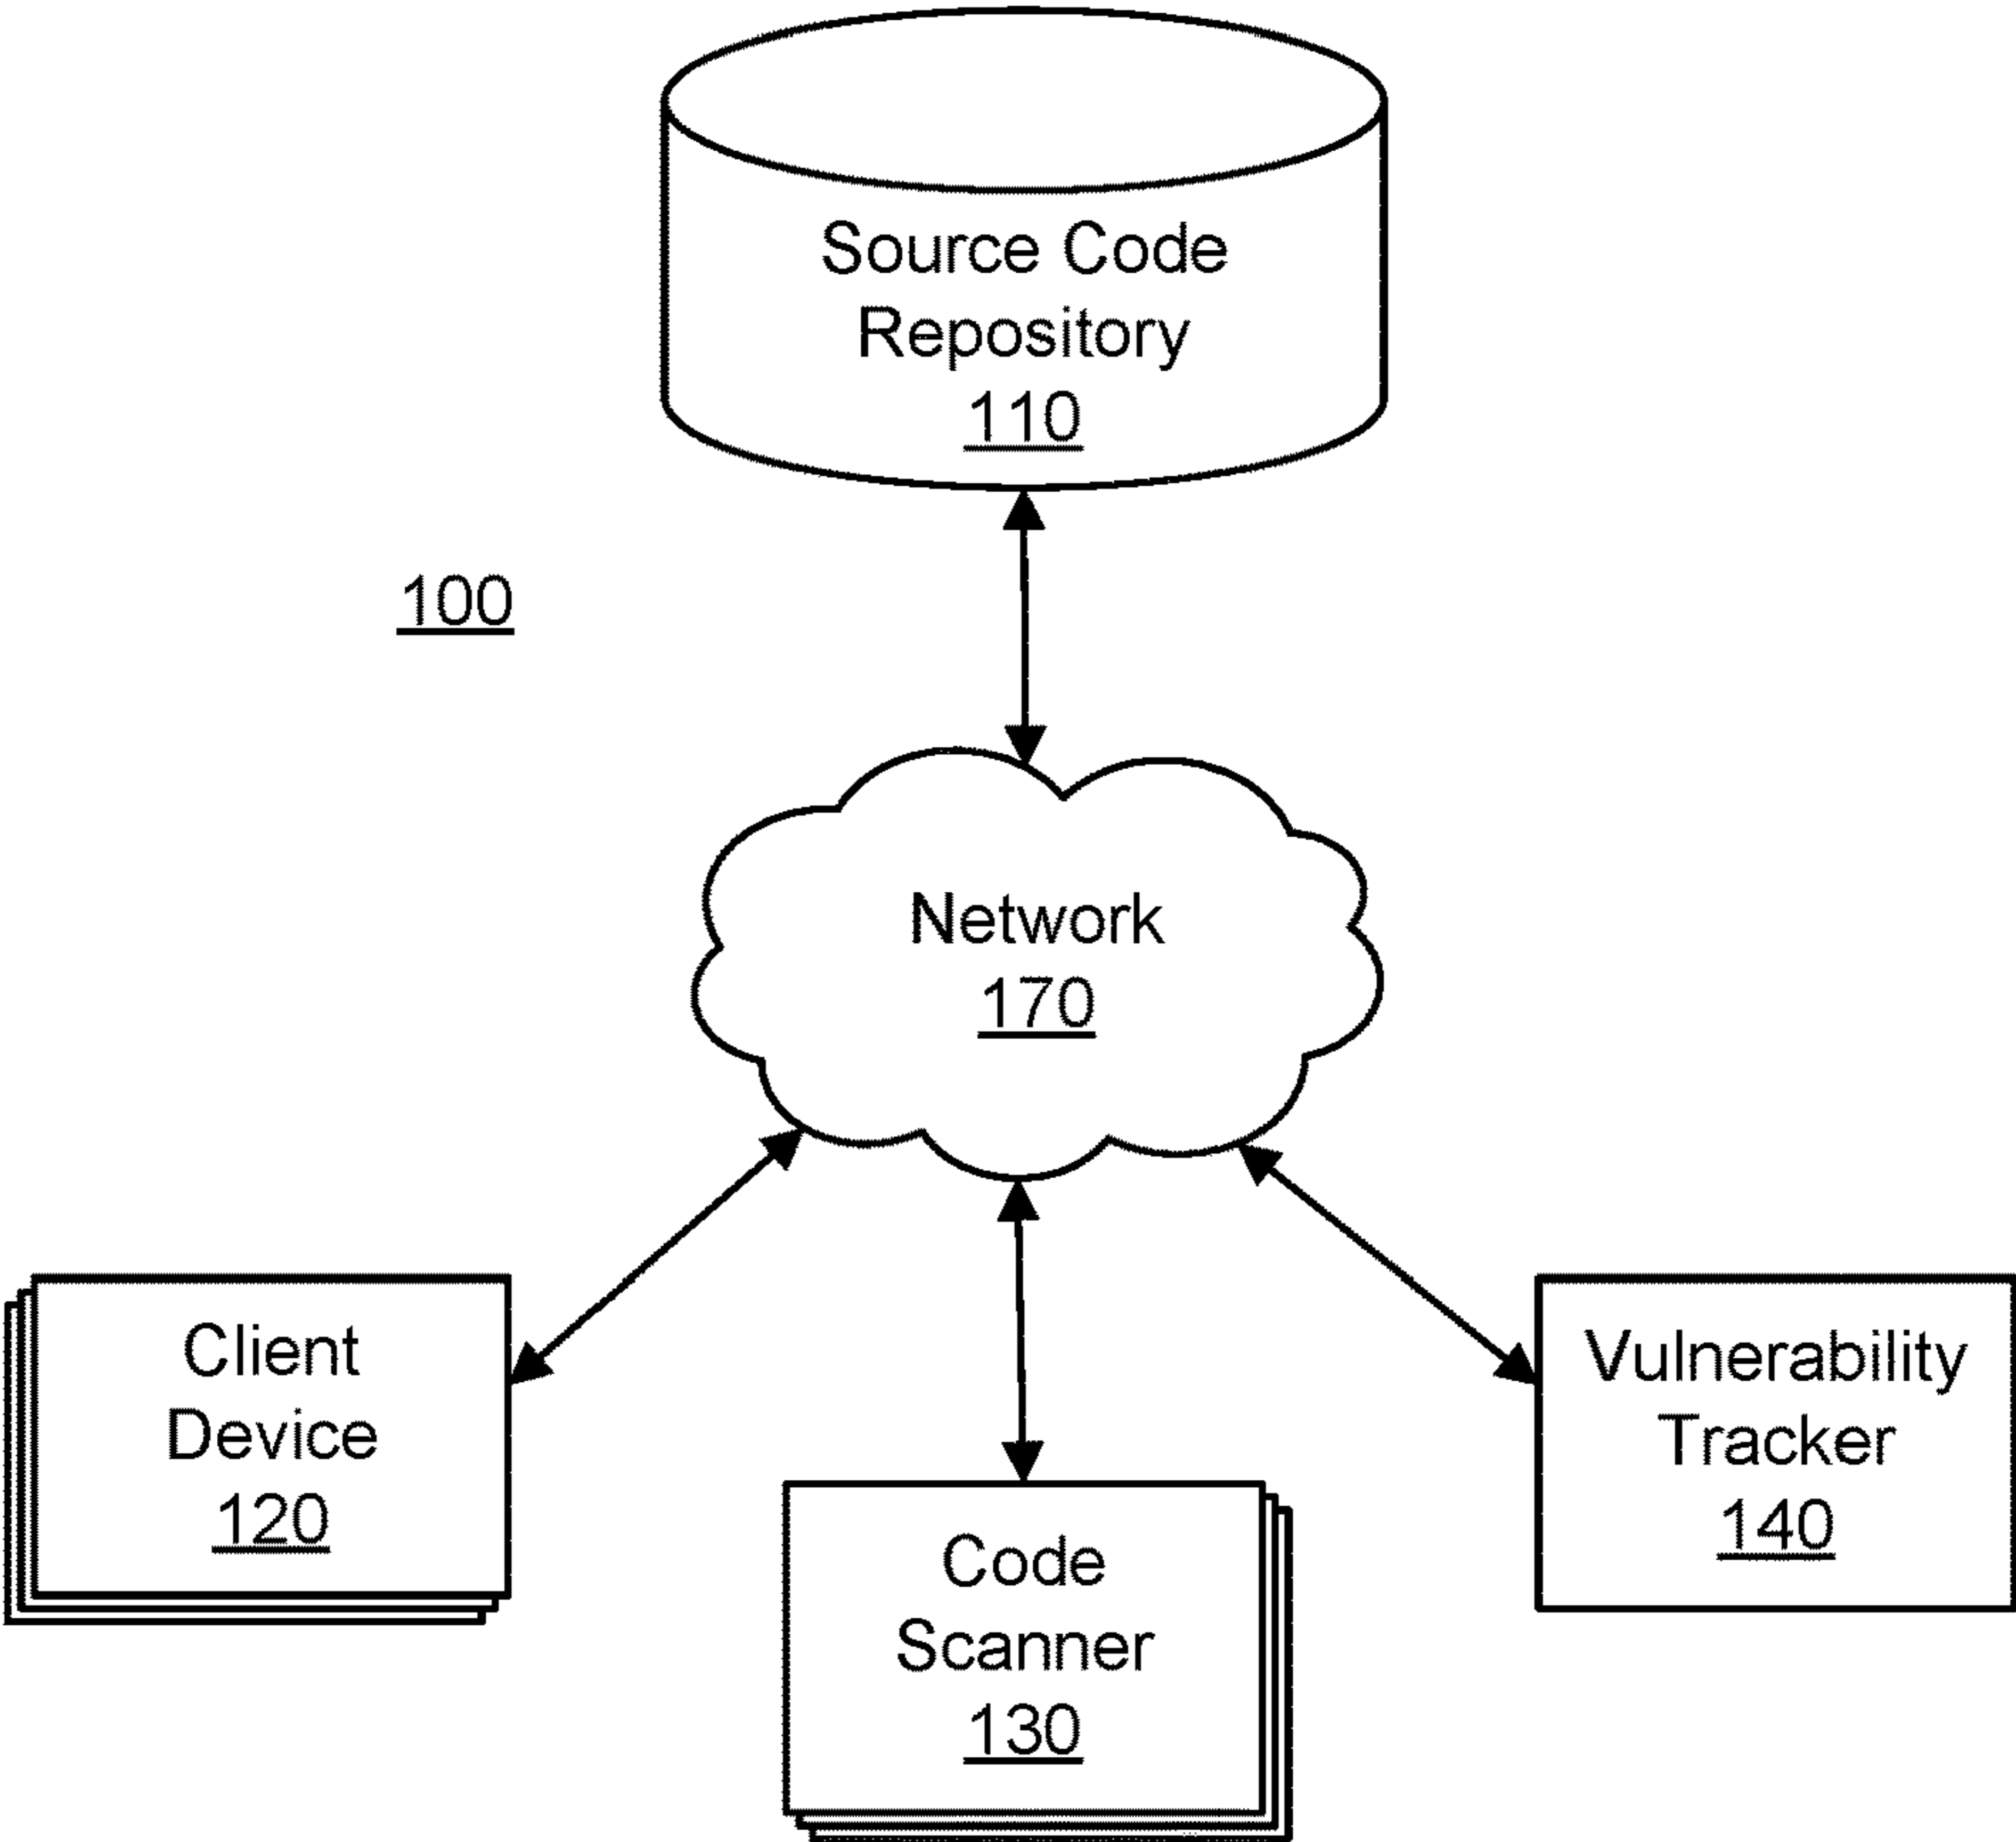 Source Code
Repository
110
100
Network
170
Client
Device
120
Code
Scanner
130
Vulnerability
Tracker
140